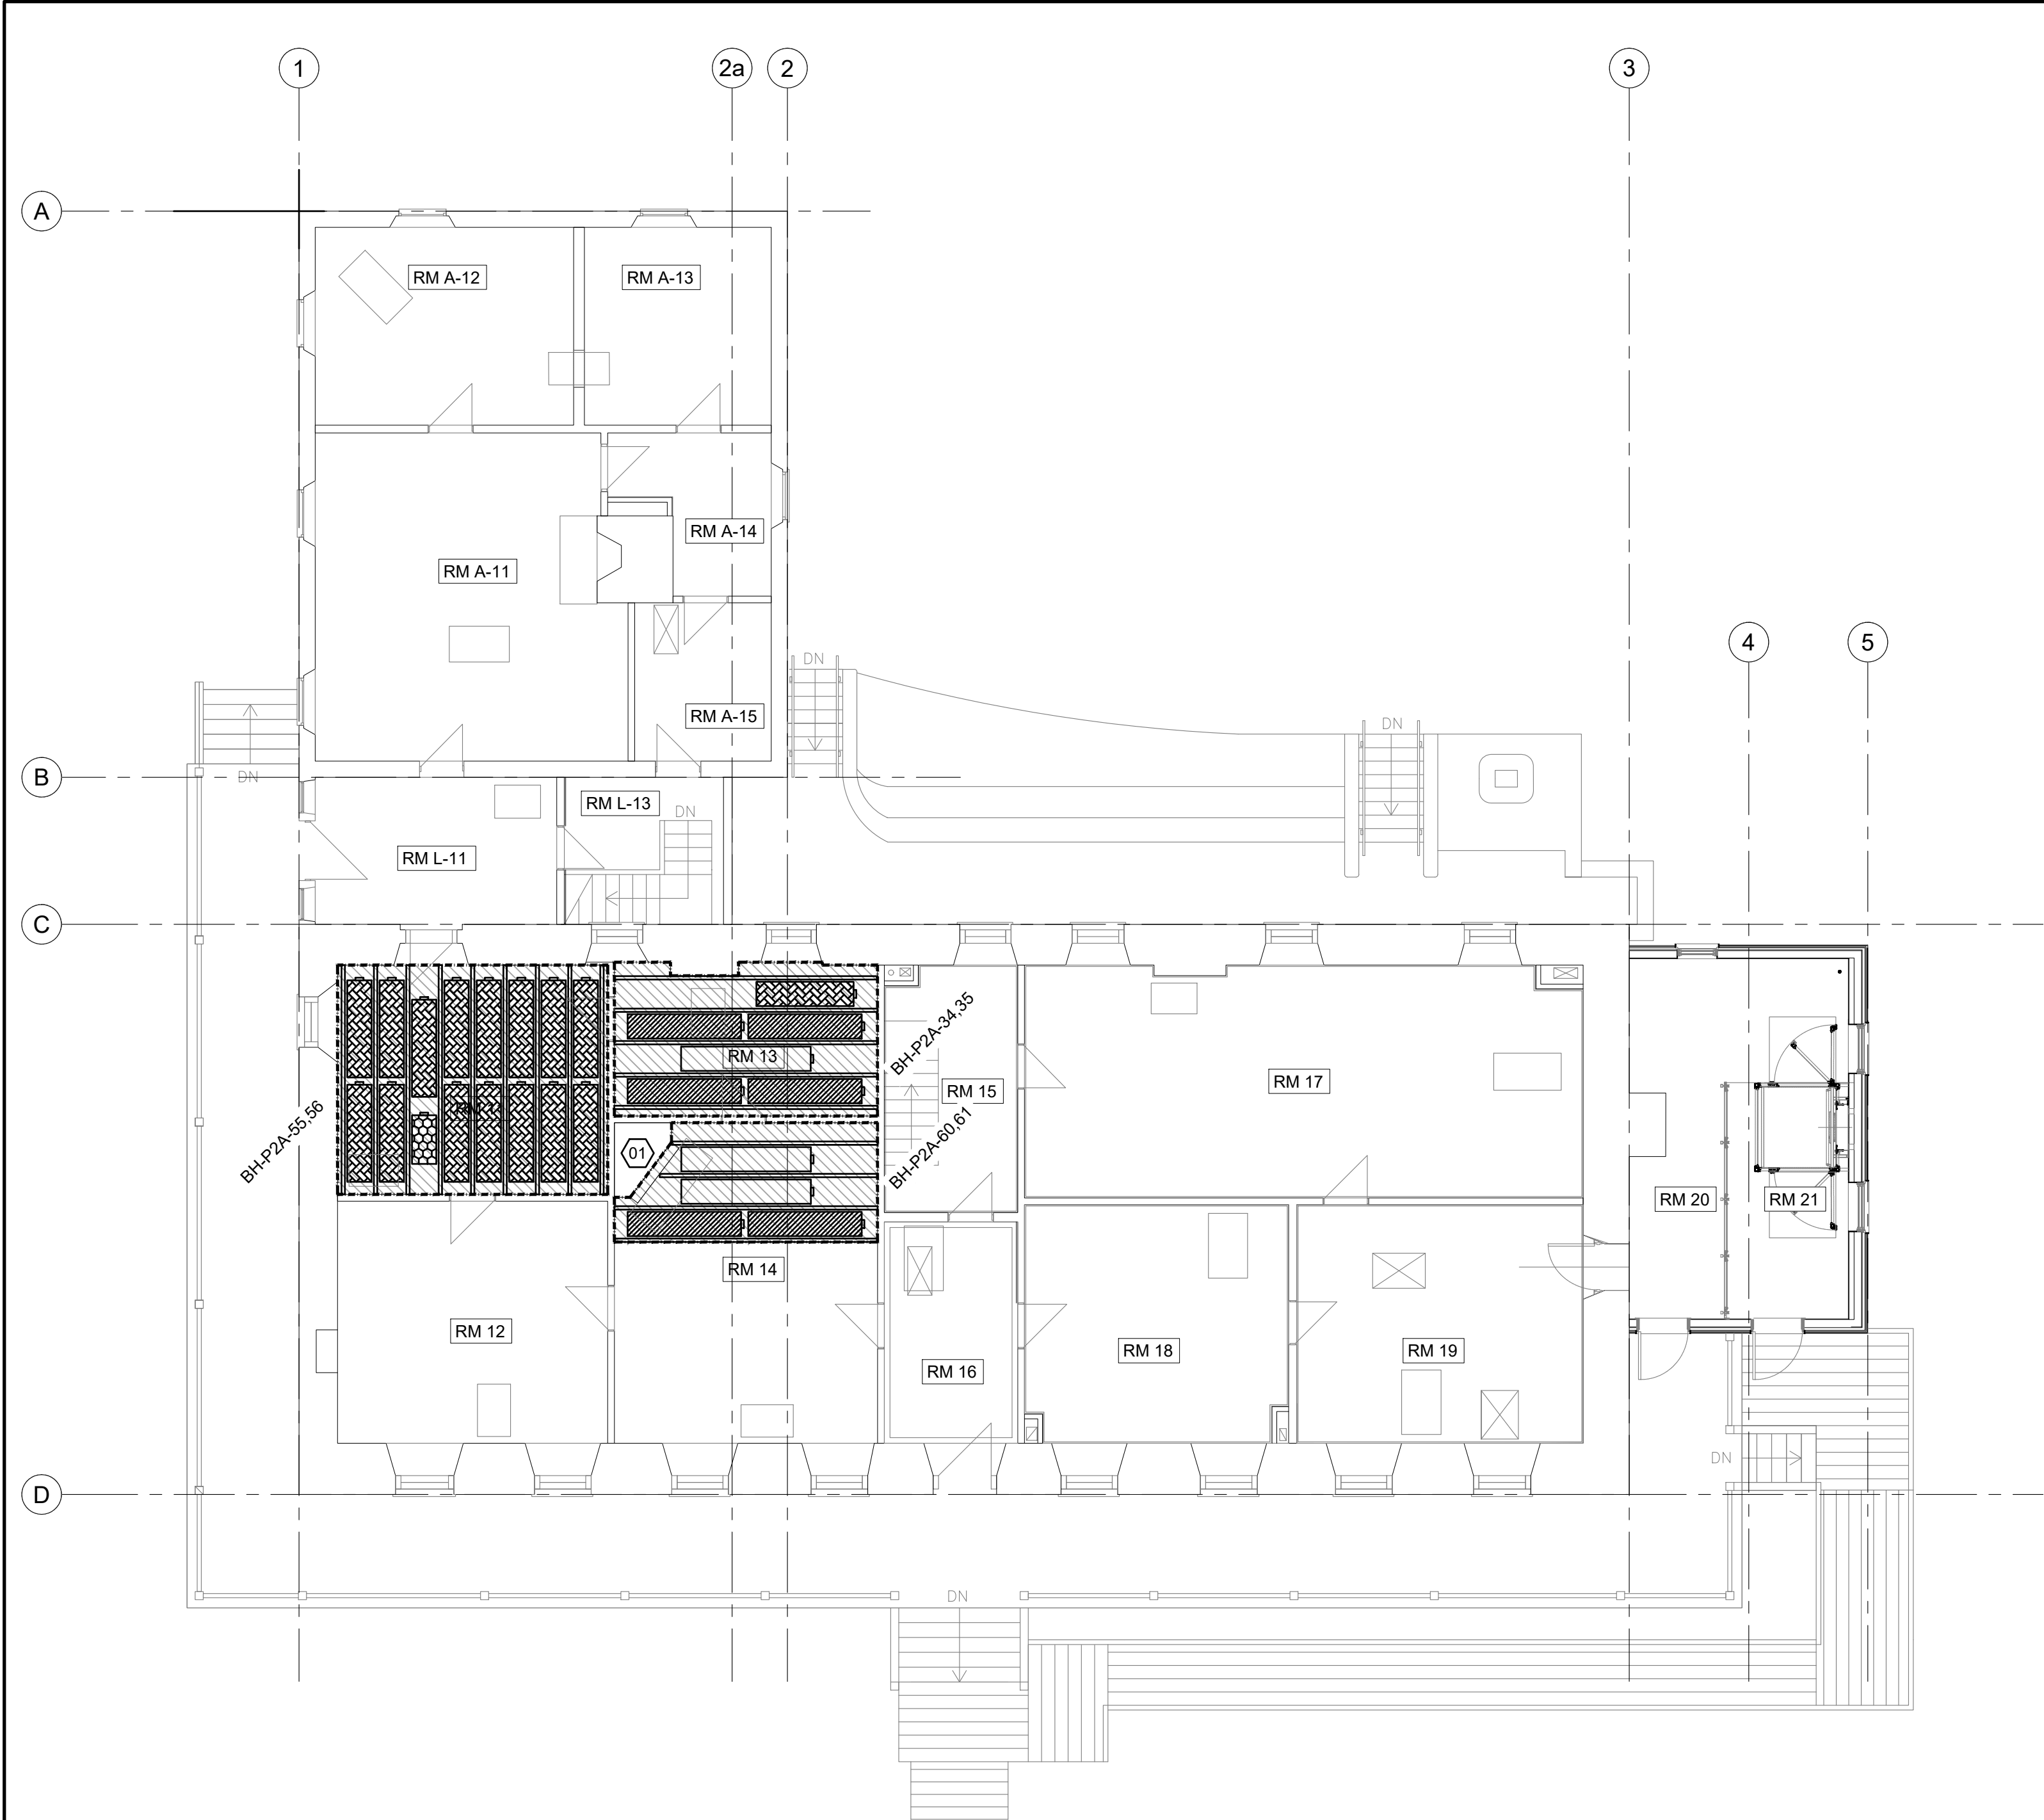 1
2a
2
3
A
RM A-12
RM A-13
RM A-14
RM A-11
4
5
DN
RM A-15
DN
B
DN
RM L-13
DN
RM L-11
C
BH-P2A-34,35
RM 13
RM 17
RM 15
BH-P2A-55,56
BH-P2A-60,61
01
RM 20
RM 21
RM 14
RM 12
RM 18
RM 19
RM 16
DN
D
DN